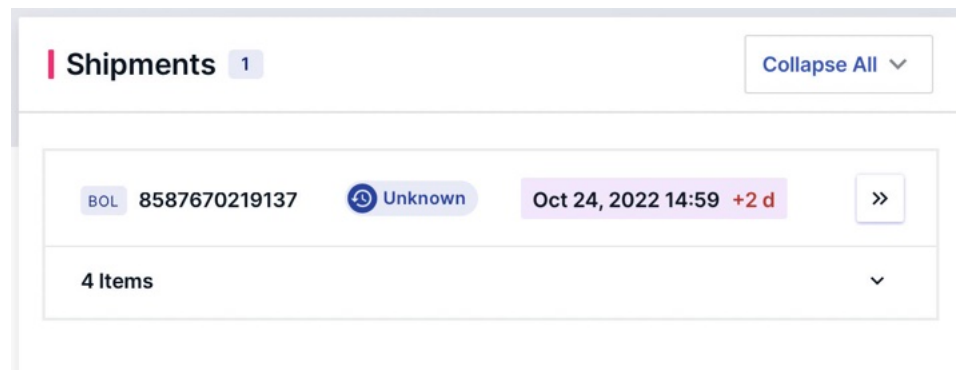 Shipments 1 Collapse All
BOL 8587670219137 Unknown Oct 24, 2022 14:59 +2 d
4 Items